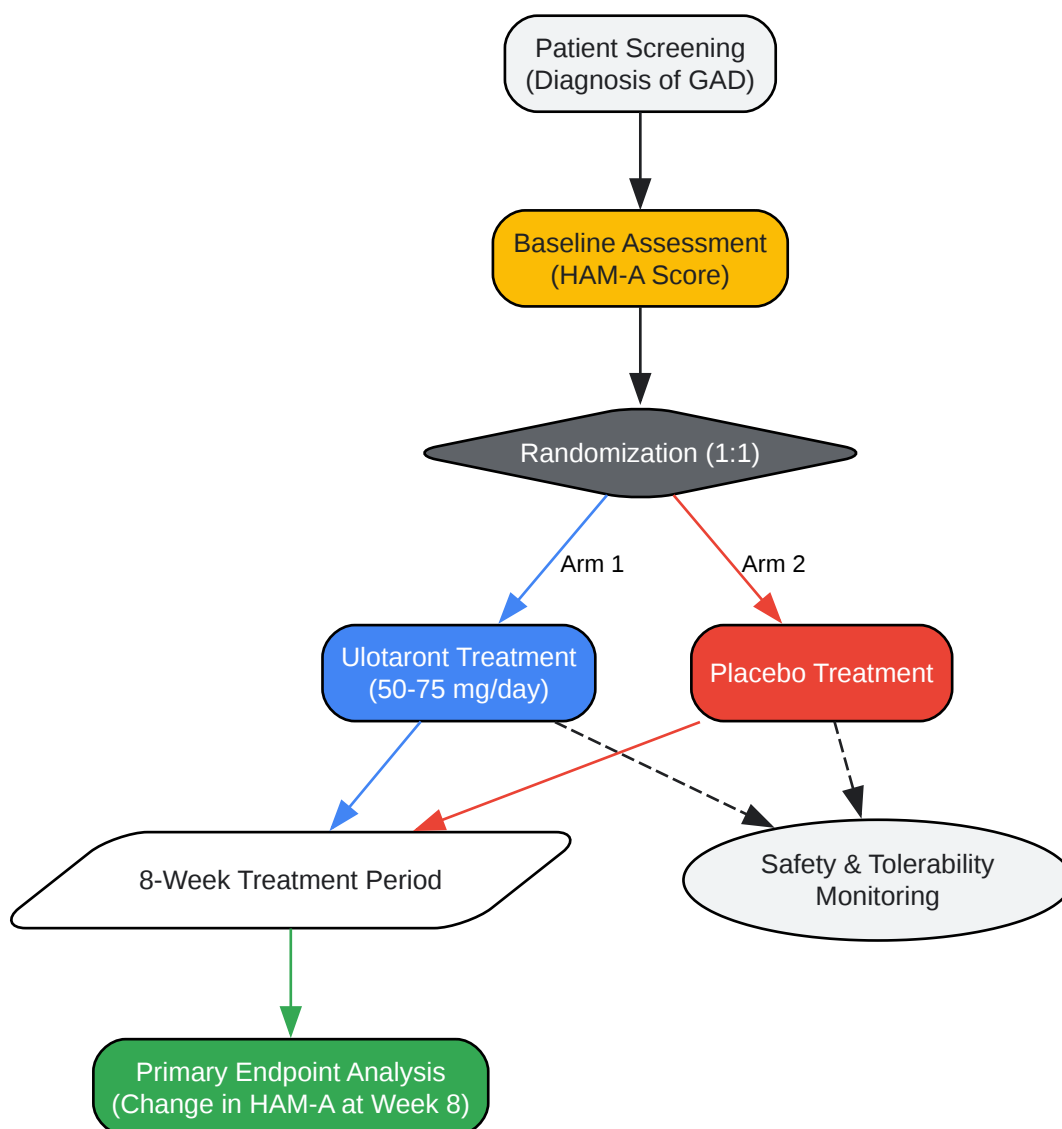 Patient Screening
(Diagnosis of GAD)
Baseline Assessment
(HAM-A Score)
Randomization (1:1)
Arm 1
Arm 2
Ulotaront Treatment
(50-75 mg/day)
Placebo Treatment
8-Week Treatment Period
Safety & Tolerability
Monitoring
Primary Endpoint Analysis
(Change in HAM-A at Week 8)